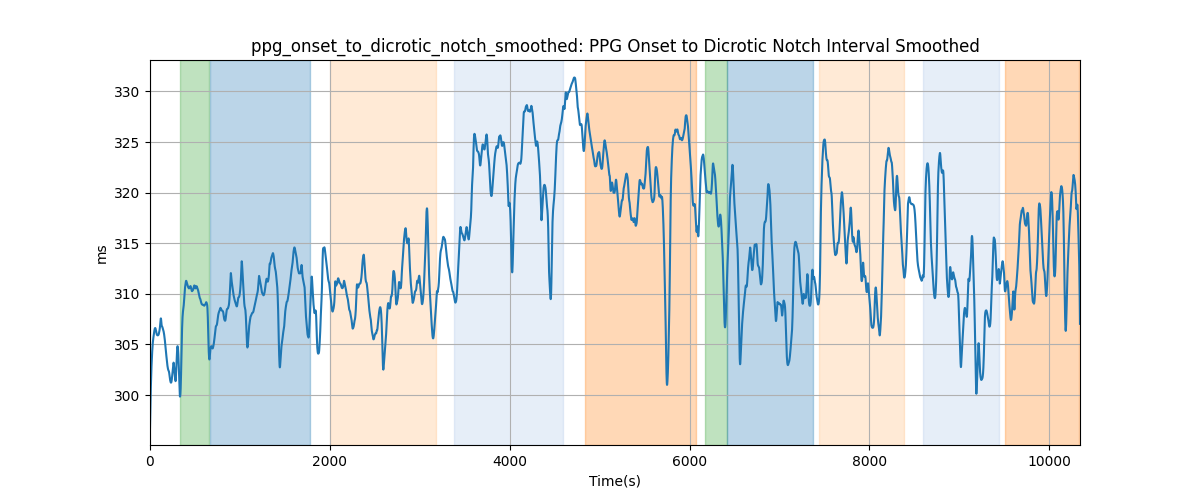 ppg_onset_to_dicrotic_notch_smoothed: PPG Onset to Dicrotic Notch Interval Smoothed
330
325
320
315
310
305
300
ms
0 2000 4000 6000 8000 10000
Time(s)